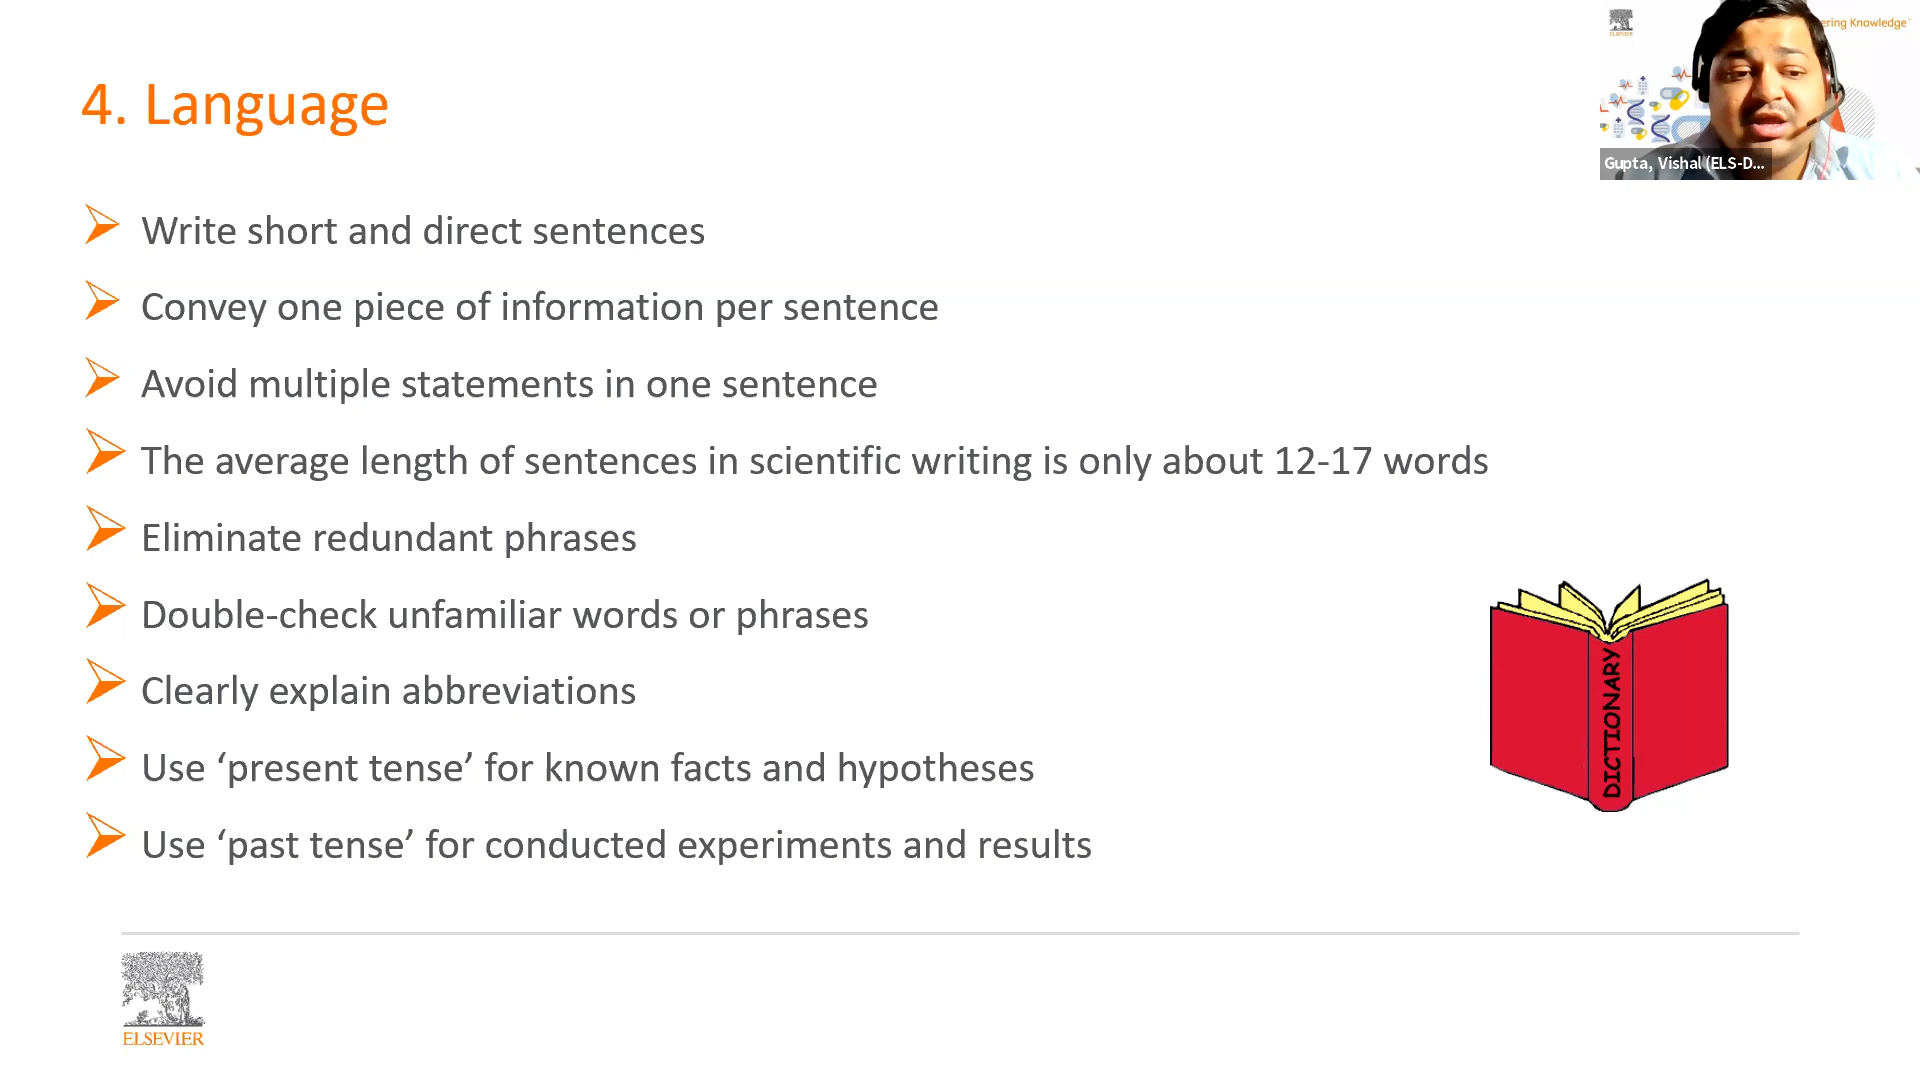 ELSEVIER
ering Knowledge™
4. Language
Gupta, Vishal (ELS-D...
Write short and direct sentences
Convey one piece of information per sentence
Avoid multiple statements in one sentence
The average length of sentences in scientific writing is only about 12-17 words
Eliminate redundant phrases
Double-check unfamiliar words or phrases
Clearly explain abbreviations
Use ‘present tense’ for known facts and hypotheses
Use ‘past tense’ for conducted experiments and results
DICTIONARY
ELSEVIER